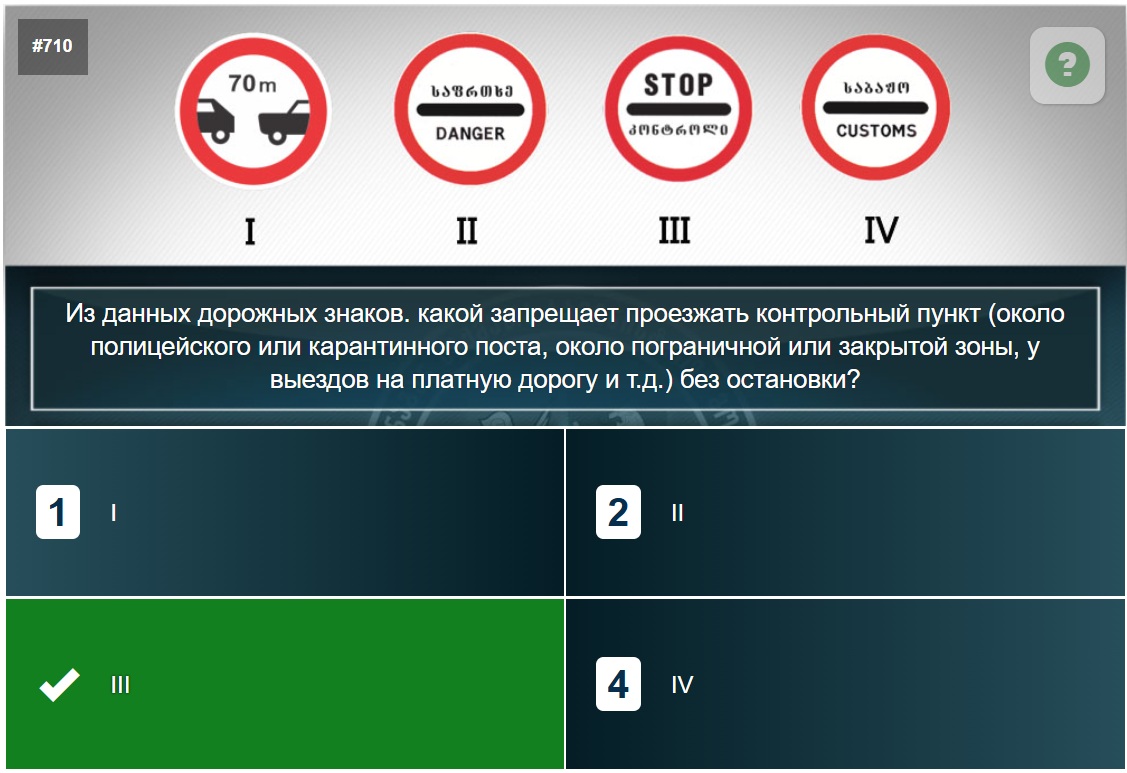 #710
70m
საფრთხე
DANGER
STOP
კონტროლი
საბაჟო
CUSTOMS
?
I
II
III
IV
Из данных дорожных знаков. какой запрещает проезжать контрольный пункт (около
полицейского или карантинного поста, около пограничной или закрытой зоны, у
выездов на платную дорогу и т.д.) без остановки?
1
I
2
II
III
4
IV